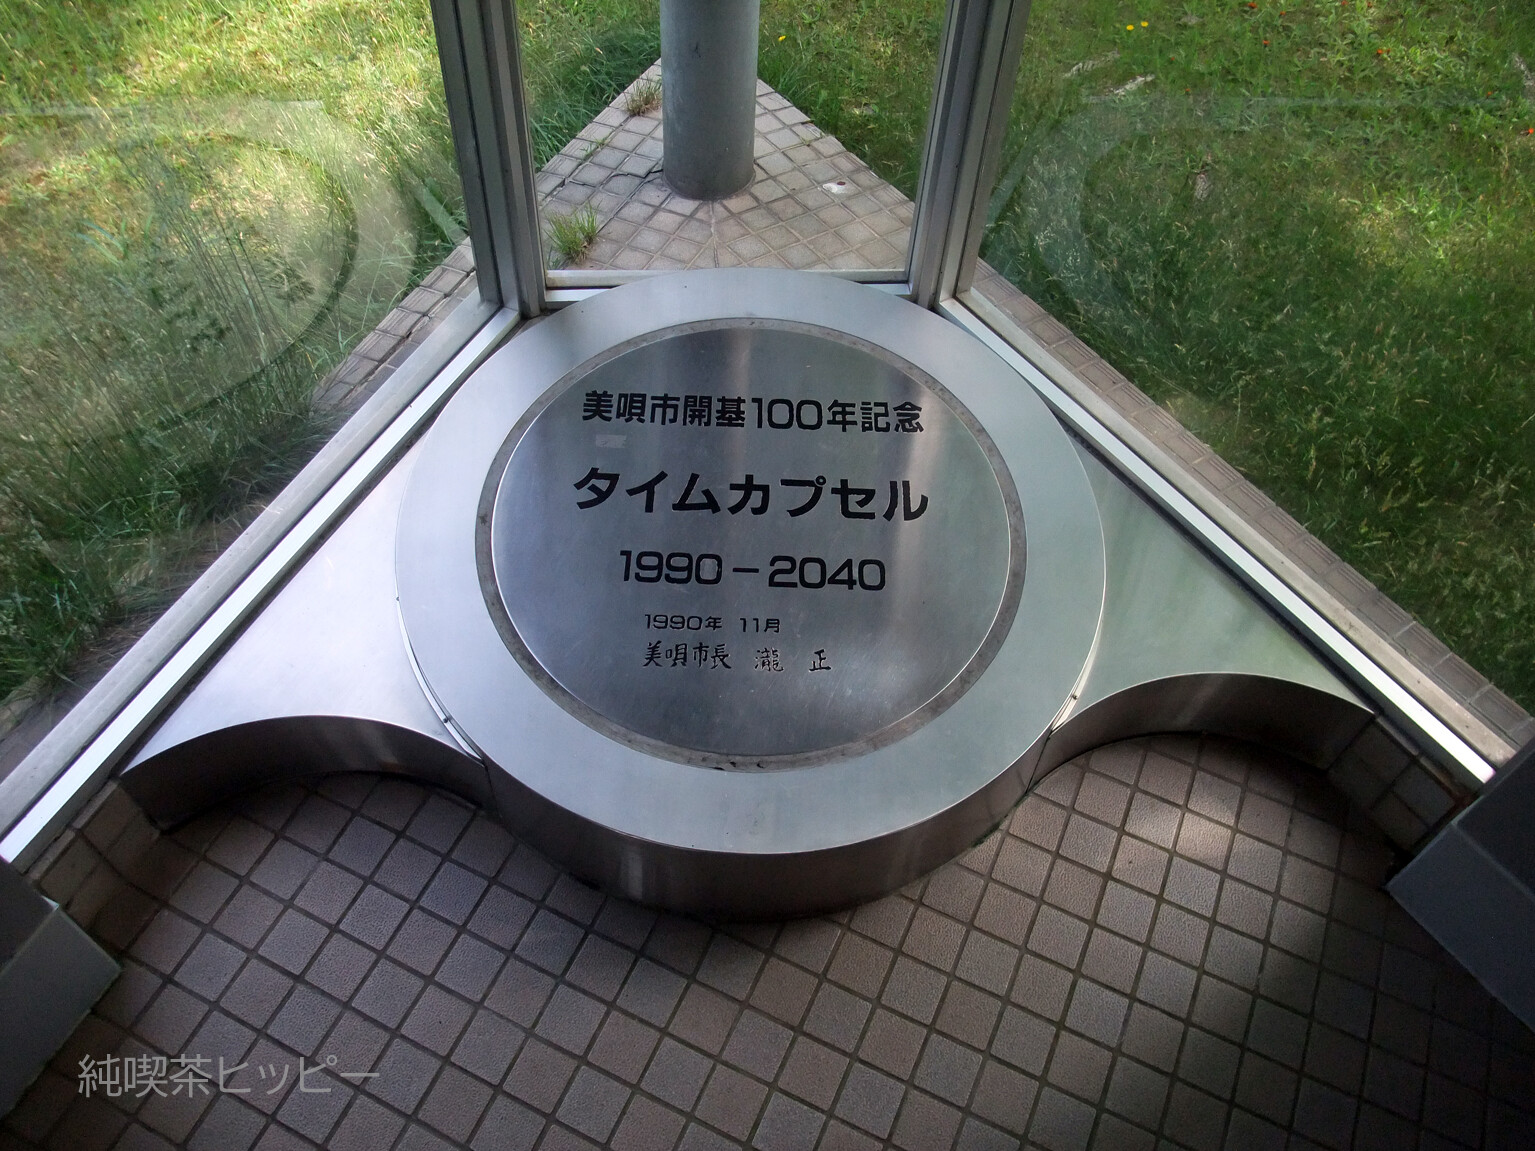 美唄市開基100年記念
タイムカプセル
1990－2040
1990年 11月
美唄市長 瀧 正
純喫茶ヒッピー